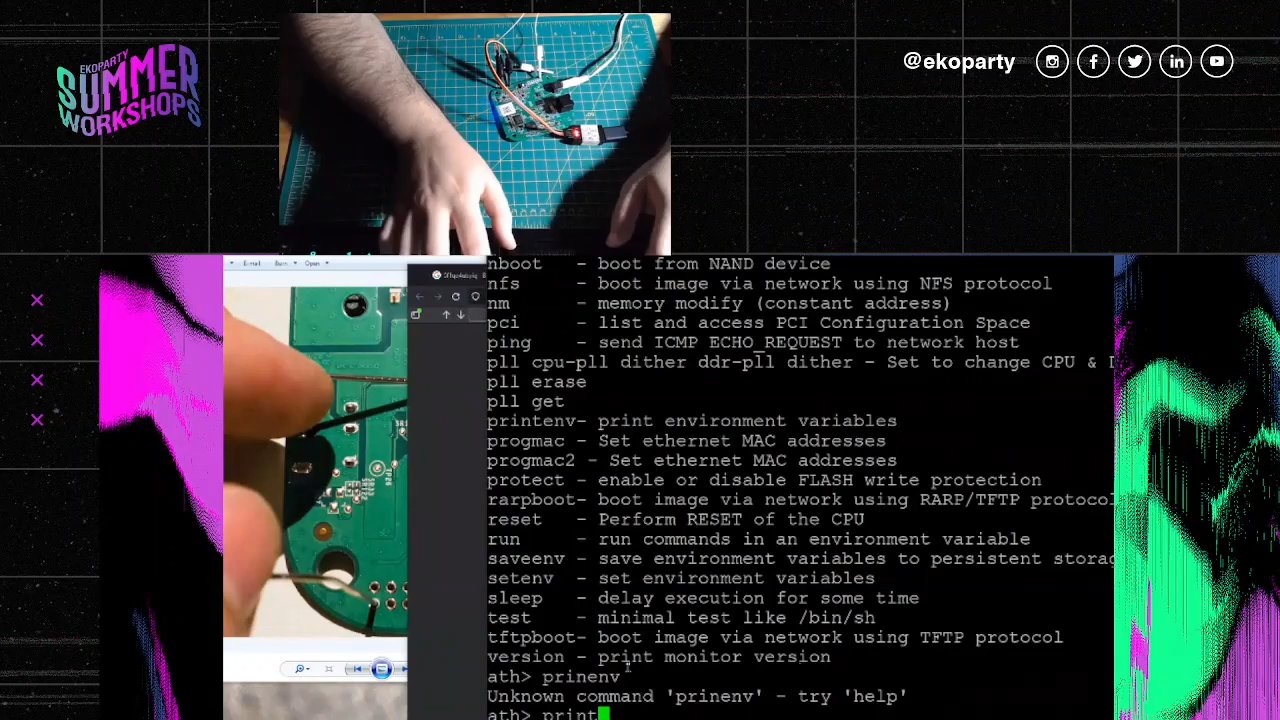 EKOPARTY
SUMMER
WORKSHOPS
@ekoparty
E-mail Burn Open
nboot - boot from NAND device
nfs - boot image via network using NFS protocol
nm - memory modify (constant address)
pci - list and access PCI Configuration Space
ping - send ICMP ECHO_REQUEST to network host
pll cpu-pll dither ddr-pll dither - Set to change CPU &
pll erase
pll get
printenv- print environment variables
progmac - Set ethernet MAC addresses
progmac2 - Set ethernet MAC addresses
protect - enable or disable FLASH write protection
rarpboot- boot image via network using RARP/TFTP protocol
reset - Perform RESET of the CPU
run - run commands in an environment variable
saveenv - save environment variables to persistent storag
setenv - set environment variables
sleep - delay execution for some time
test - minimal test like /bin/sh
tftpboot- boot image via network using TFTP protocol
version - print monitor version
ath> prinenv
Unknown command 'prinenv' - try 'help'
ath> print
TP26